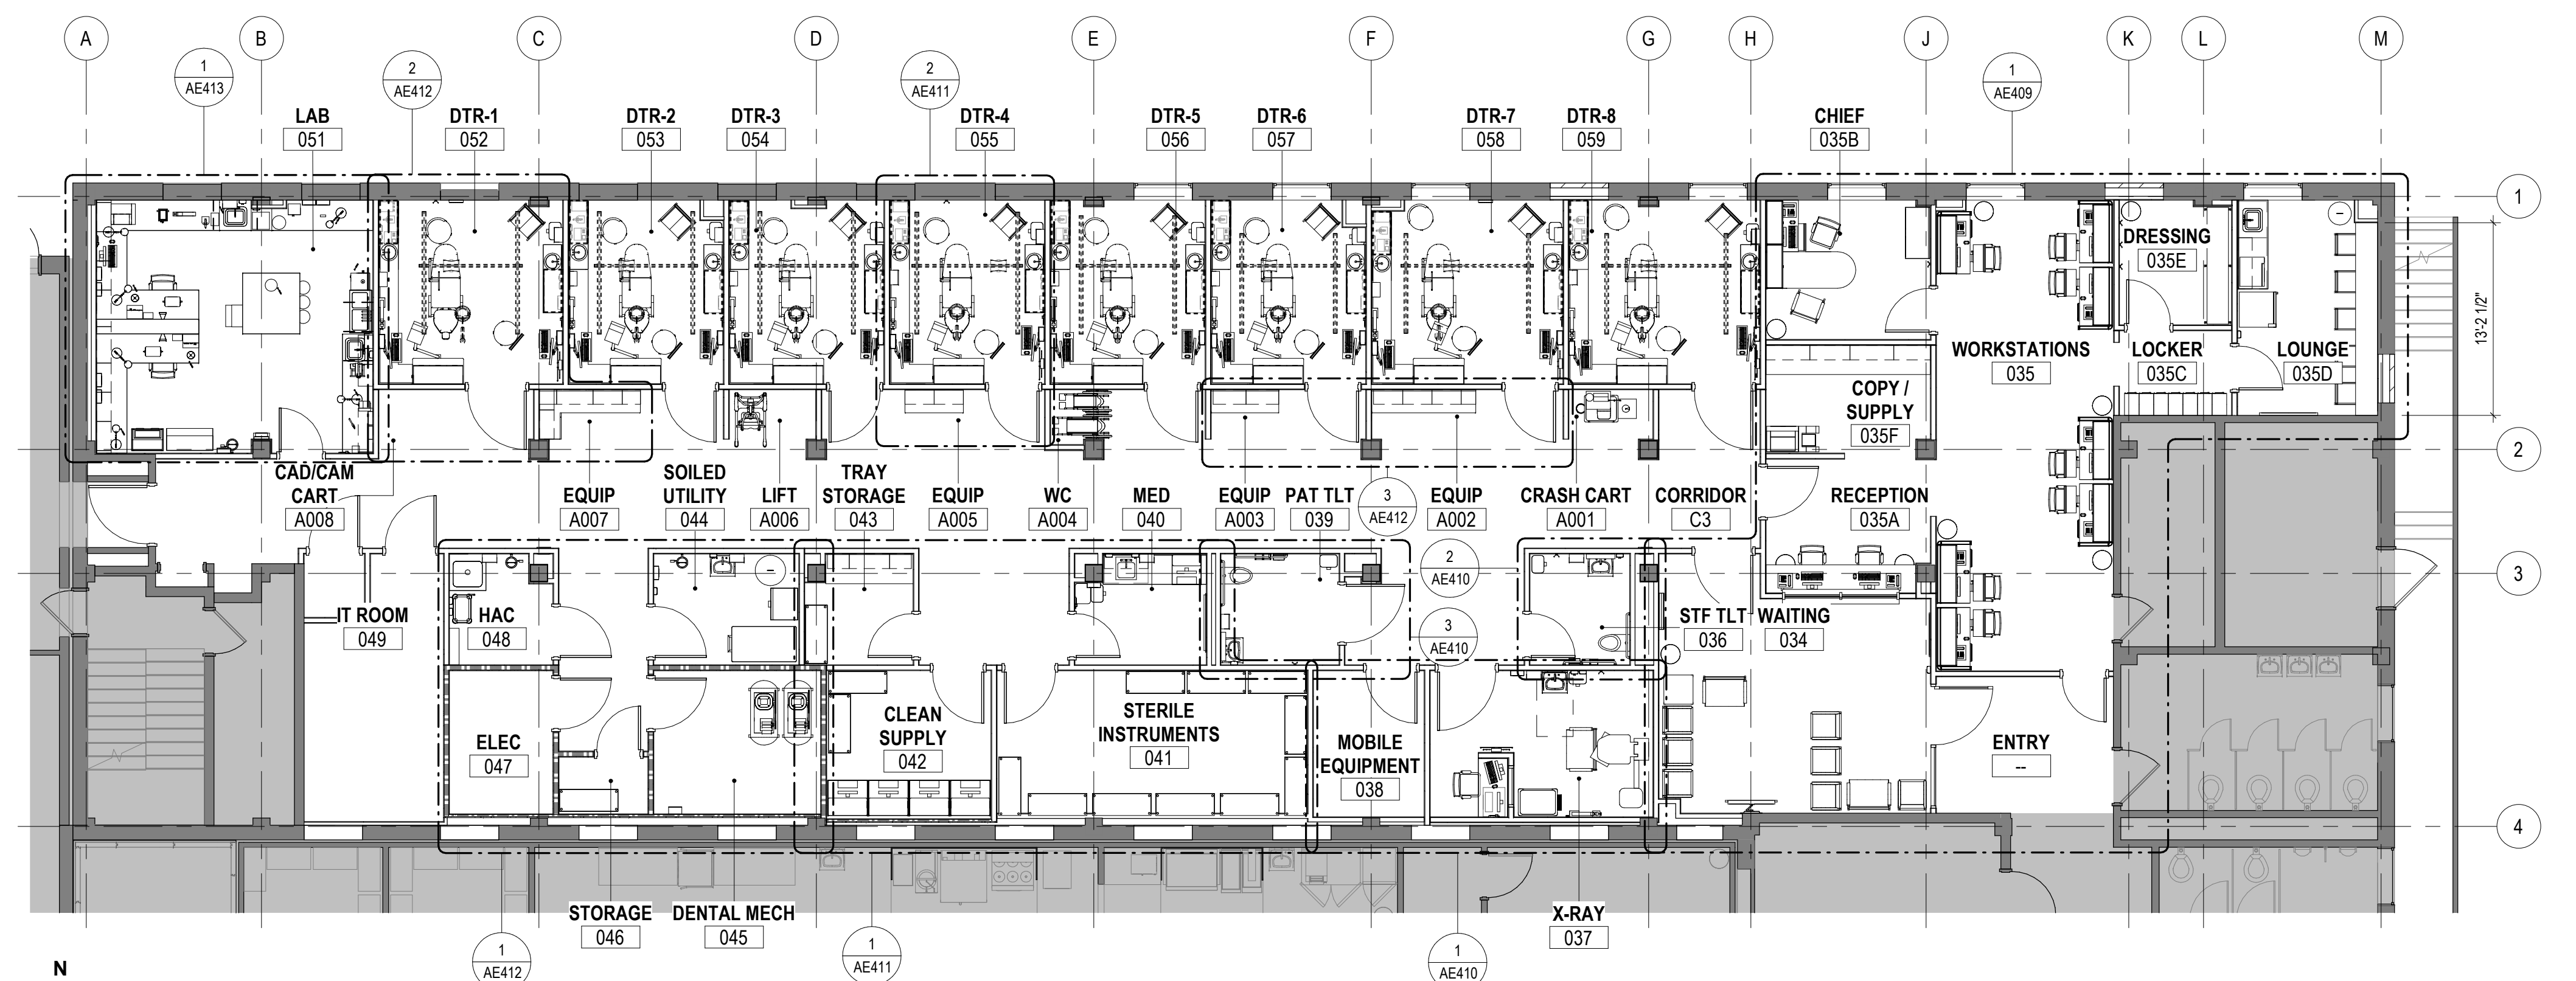 A B C D E F G H J K L M
1
AE413
2
AE412
2
AE411
1
AE409
LAB
051
DTR-1
052
DTR-2
053
DTR-3
054
DTR-4
055
DTR-5
056
DTR-6
057
DTR-7
058
DTR-8
059
CHIEF
035B
1
DRESSING
035E
13'-2 1/2"
WORKSTATIONS
035
LOCKER
035C
LOUNGE
035D
COPY /
SUPPLY
035F
2
CAD/CAM
CART
A008
EQUIP
A007
SOILED
UTILITY
044
LIFT
A006
TRAY
STORAGE
043
EQUIP
A005
WC
A004
MED
040
EQUIP
A003
PAT TLT
039
3
AE412
EQUIP
A002
CRASH CART
A001
CORRIDOR
C3
RECEPTION
035A
2
AE410
3
IT ROOM
049
HAC
048
3
AE410
STF TLT
036
WAITING
034
ELEC
047
CLEAN
SUPPLY
042
STERILE
INSTRUMENTS
041
MOBILE
EQUIPMENT
038
ENTRY
--
4
STORAGE
046
DENTAL MECH
045
X-RAY
037
1
AE412
1
AE411
1
AE410
N